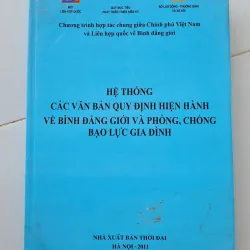 Chương trình hợp tác chung giữa Chính phủ Việt Nam
và Liên hợp quốc về Bình đẳng giới
HỆ THỐNG
CÁC VĂN BẢN QUY ĐỊNH HIỆN HÀNH
VỀ BÌNH ĐẲNG GIỚI VÀ PHÒNG, CHỐNG
BẠO LỰC GIA ĐÌNH
NHÀ XUẤT BẢN THỜI ĐẠI
HÀ NỘI - 2011